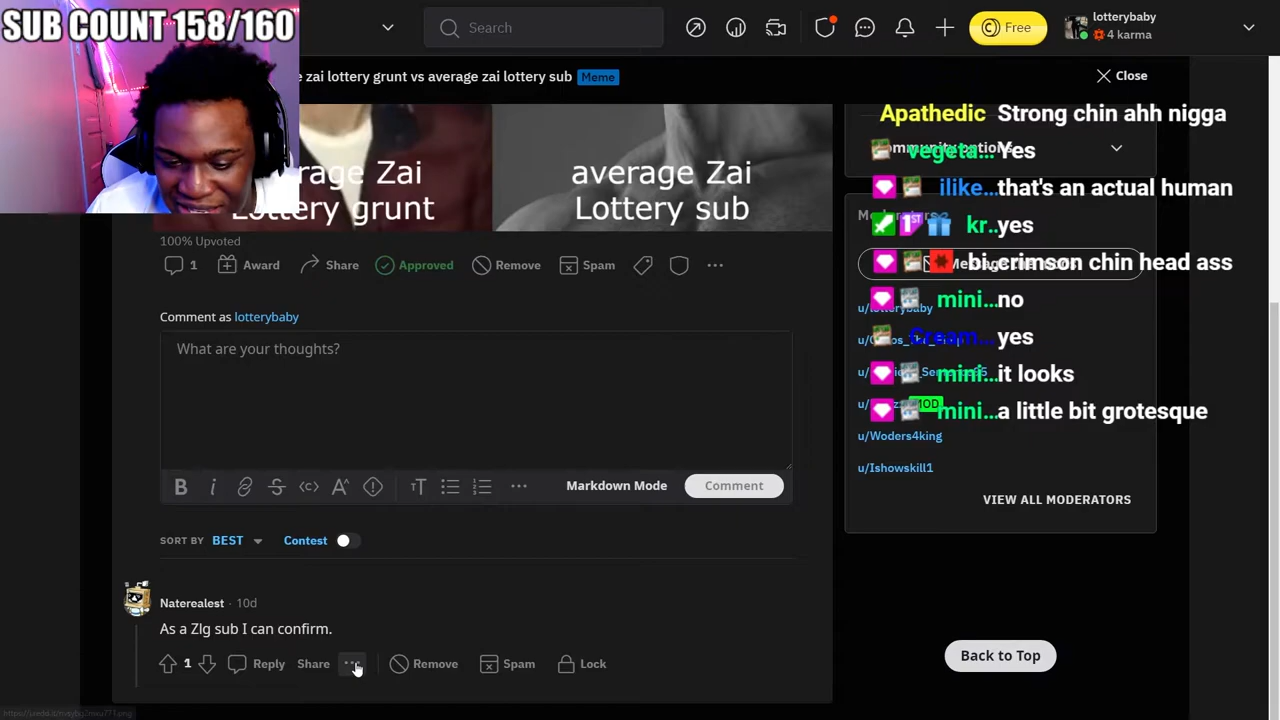 SUB COUNT 158/160
Search
Free
lotterybaby
4 karma
e zai lottery grunt vs average zai lottery sub Meme
Close
rage Zai
Lottery grunt
average Zai
Lottery sub
100% Upvoted
1 Award Share Approved Remove Spam
Comment as lotterybaby
What are your thoughts?
Markdown Mode Comment
SORT BY BEST Contest
Naterealest · 10d
As a Zlg sub I can confirm.
1 Reply Share Remove Spam Lock
Apathedic Strong chin ahh nigga
vegeta... Yes
ilike... that's an actual human
kr.. yes
bi.. crimson chin head ass
mini... no
Cream... yes
mini... it looks
mini... a little bit grotesque
MOD
u/Woders4king
u/Ishowskill1
VIEW ALL MODERATORS
Back to Top